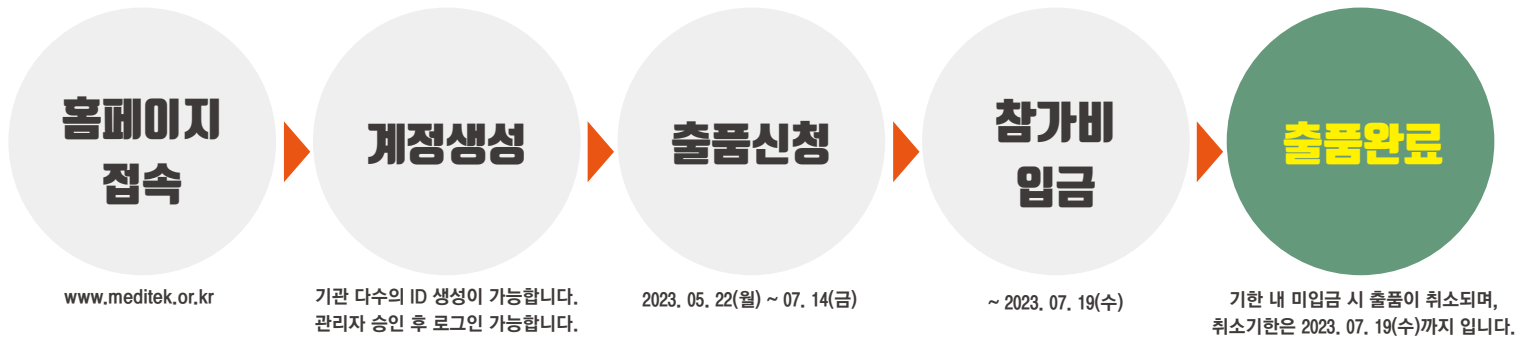 홈페이지
접속
www.meditek.or.kr
계정생성
기관 다수의 ID 생성이 가능합니다.
관리자 승인 후 로그인 가능합니다.
출품신청
2023. 05. 22(월) ~ 07. 14(금)
참가비
입금
~ 2023. 07. 19(수)
출품완료
기한 내 미입금 시 출품이 취소되며,
취소기한은 2023. 07. 19(수)까지 입니다.